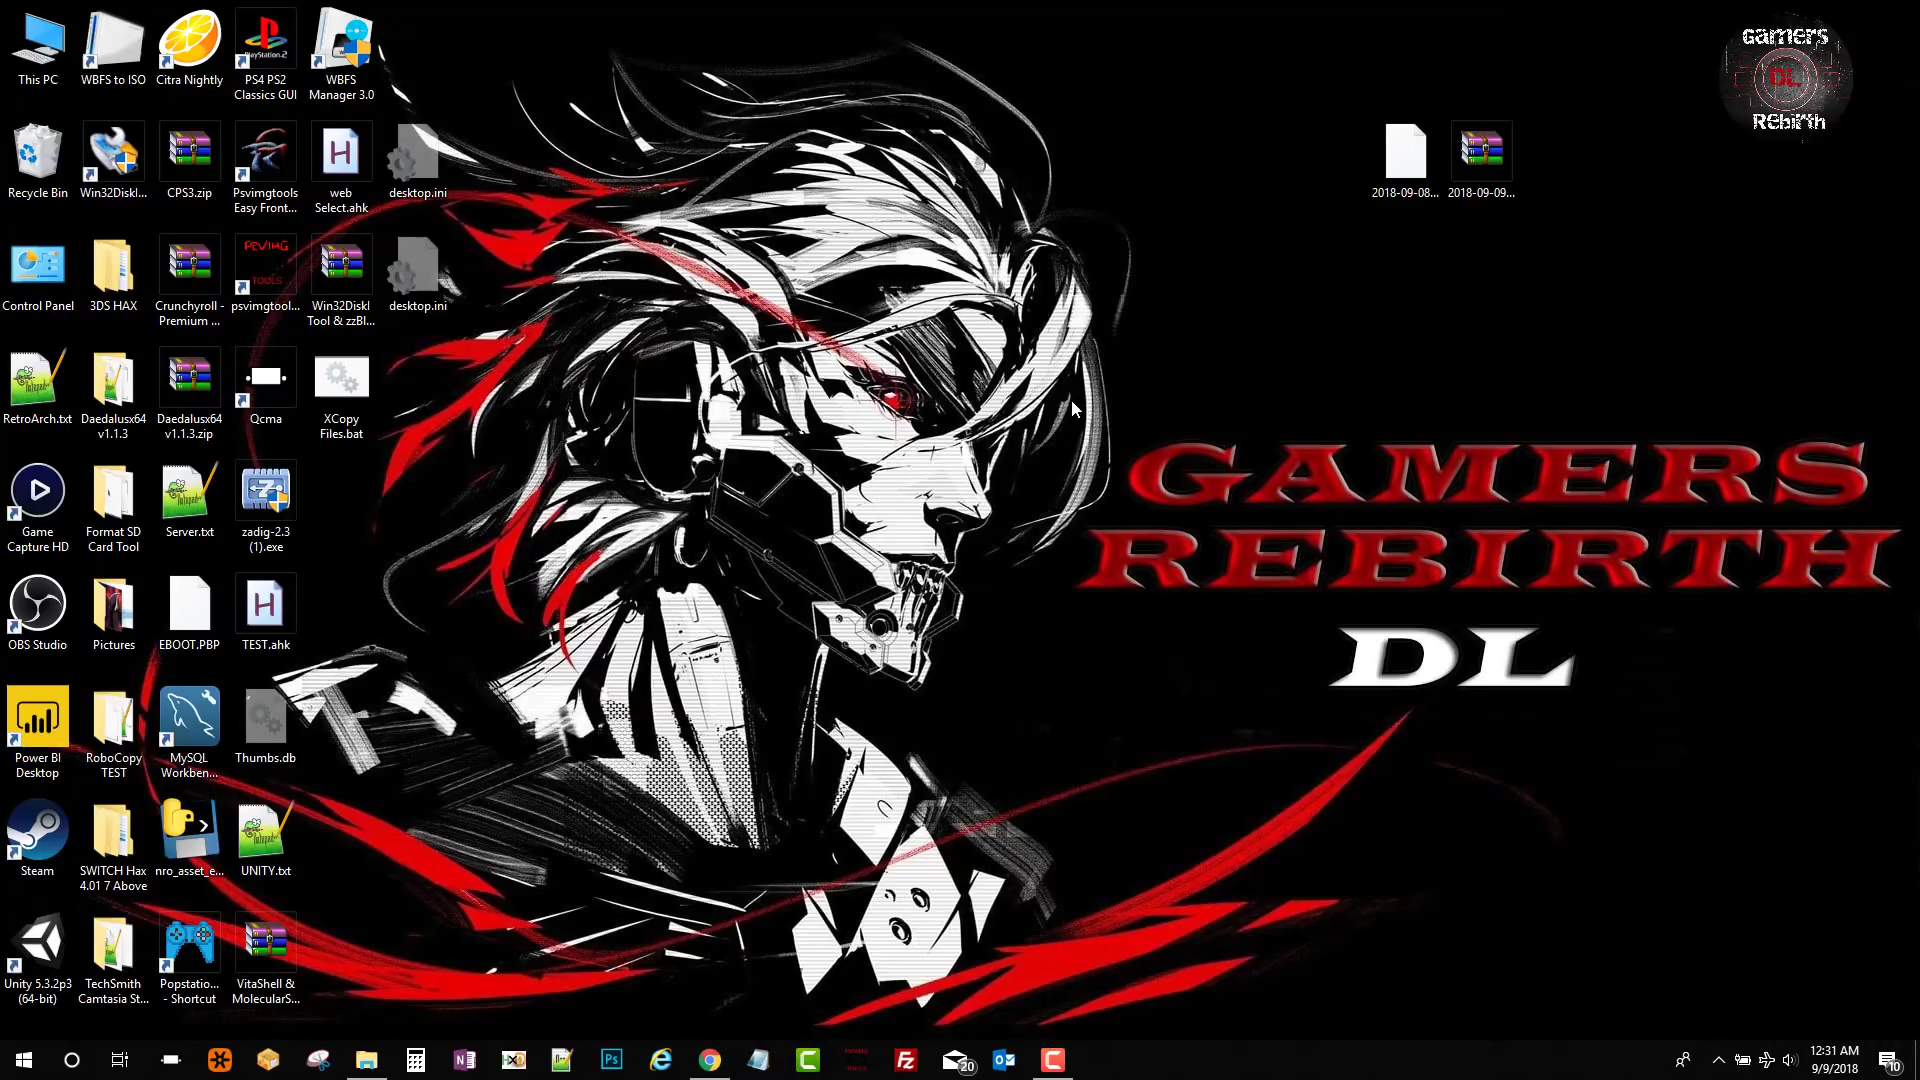 This PC
WBFS to ISO
Citra Nightly
PS4 PS2
Classics GUI
WBFS
Manager 3.0
Recycle Bin
Win32DiskI...
CPS3.zip
Psvimgtools
Easy Front...
web
Select.ahk
desktop.ini
Control Panel
3DS HAX
Crunchyroll -
Premium ...
psvimgtool...
Win32DiskI
Tool & zzBl...
desktop.ini
RetroArch.txt
Daedalusx64
v1.1.3
Daedalusx64
v1.1.3.zip
Qcma
XCopy
Files.bat
Game
Capture HD
Format SD
Card Tool
Server.txt
zadig-2.3
(1).exe
OBS Studio
Pictures
EBOOT.PBP
TEST.ahk
Power BI
Desktop
RoboCopy
TEST
MySQL
Workben...
Thumbs.db
Steam
SWITCH Hax
4.01 7 Above
nro_asset_e...
UNITY.txt
Unity 5.3.2p3
(64-bit)
TechSmith
Camtasia St...
Popstatio...
- Shortcut
VitaShell &
MolecularS...
2018-09-08...
2018-09-09...
Gamers
DL
REbirth
GAMERS
REBIRTH
DL
20
12:31 AM
9/9/2018
10